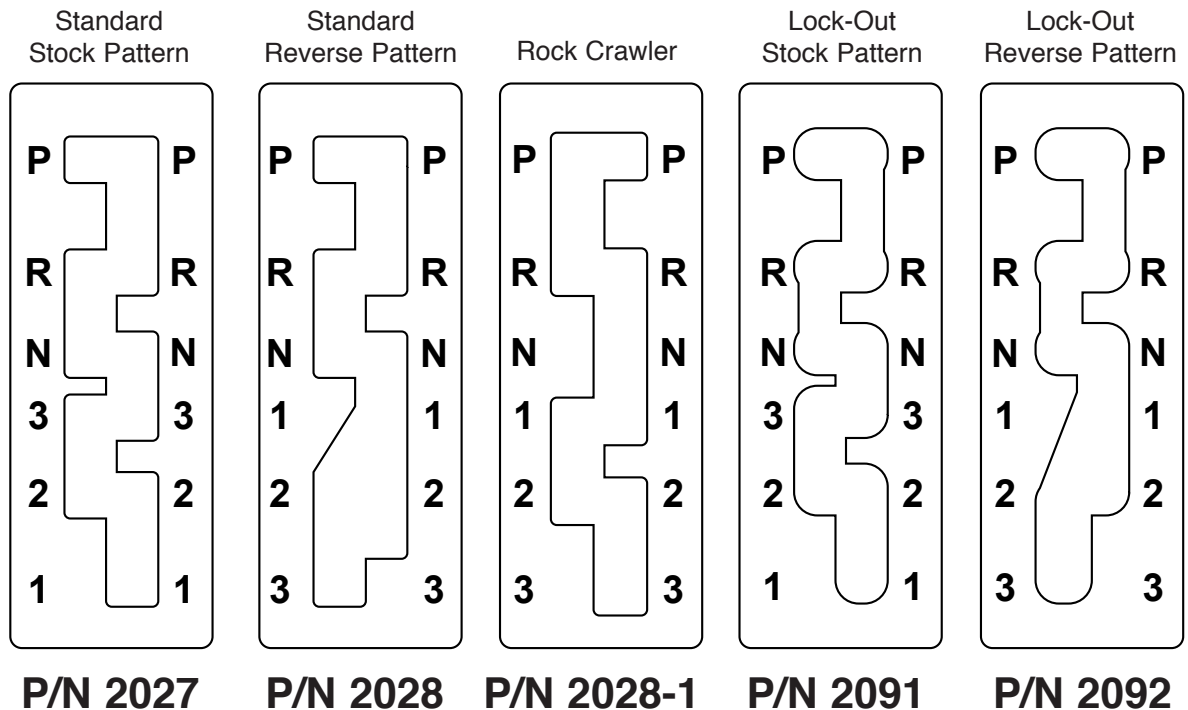 Standard
Stock Pattern
P P
R R
N N
3 3
2 2
1 1
P/N 2027
Standard
Reverse Pattern
P P
R R
N N
1 1
2 2
3 3
P/N 2028
Rock Crawler
P P
R R
N N
1 1
2 2
3 3
P/N 2028-1
Lock-Out
Stock Pattern
P P
R R
N N
3 3
2 2
1 1
P/N 2091
Lock-Out
Reverse Pattern
P P
R R
N N
1 1
2 2
3 3
P/N 2092